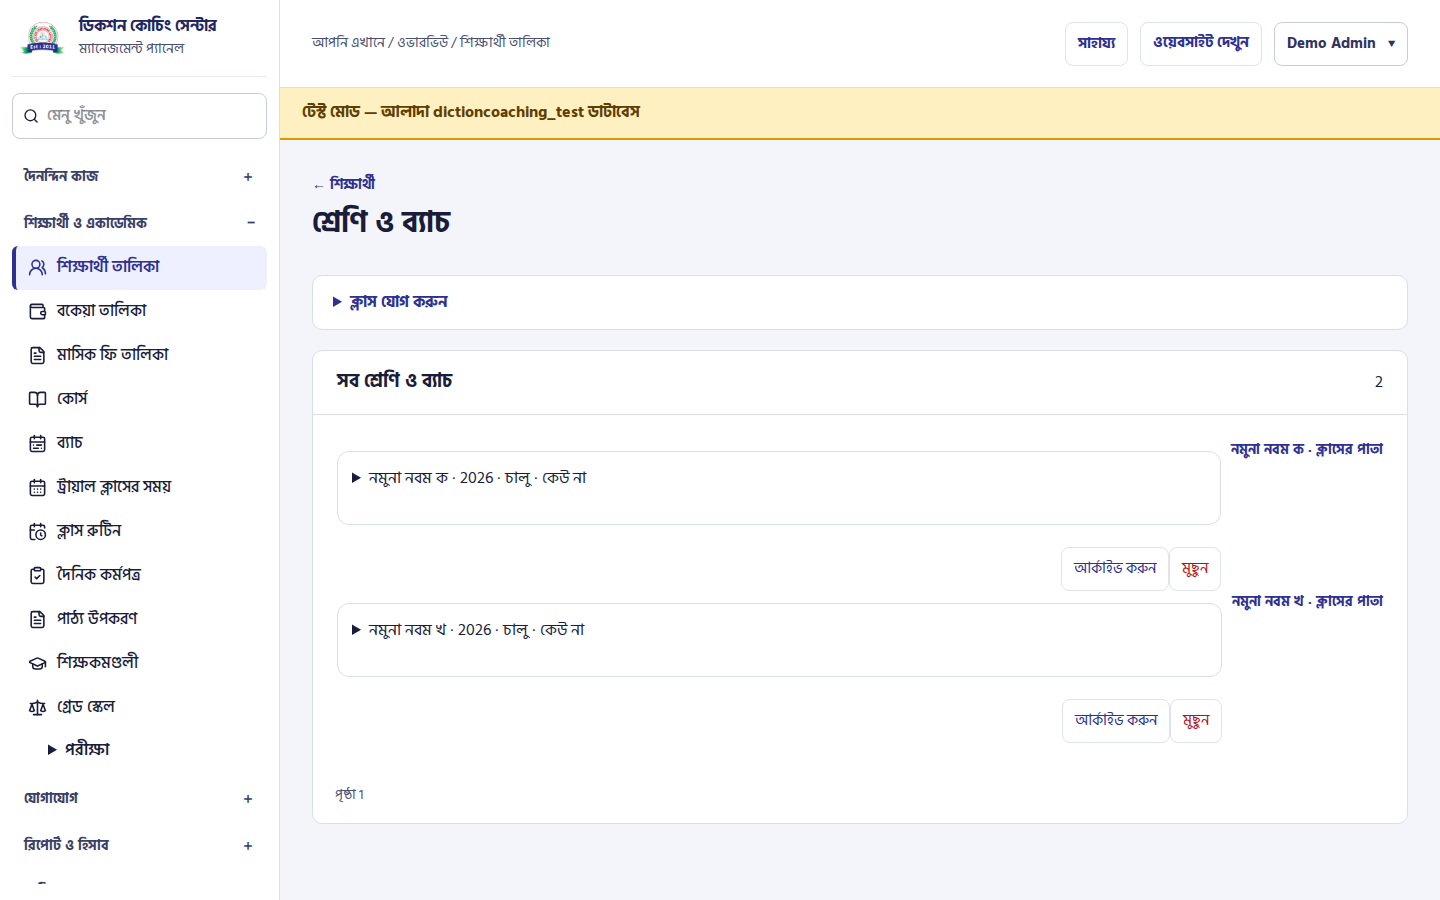 ডিকশন কোচিং সেন্টার
ম্যানেজমেন্ট প্যানেল
Est : 2011
মেনু খুঁজুন
দৈনন্দিন কাজ +
শিক্ষার্থী ও একাডেমিক −
শিক্ষার্থী তালিকা
বকেয়া তালিকা
মাসিক ফি তালিকা
কোর্স
ব্যাচ
ট্রায়াল ক্লাসের সময়
ক্লাস রুটিন
দৈনিক কর্মপত্র
পাঠ্য উপকরণ
শিক্ষকমণ্ডলী
গ্রেড স্কেল
পরীক্ষা
যোগাযোগ +
রিপোর্ট ও হিসাব +
আপনি এখানে / ওভারভিউ / শিক্ষার্থী তালিকা
সাহায্য
ওয়েবসাইট দেখুন
Demo Admin
টেস্ট মোড — আলাদা dictioncoaching_test ডাটাবেস
← শিক্ষার্থী
শ্রেণি ও ব্যাচ
ক্লাস যোগ করুন
সব শ্রেণি ও ব্যাচ 2
নমুনা নবম ক · ক্লাসের পাতা
নমুনা নবম ক · 2026 · চালু · কেউ না
আর্কাইভ করুন মুছুন
নমুনা নবম খ · ক্লাসের পাতা
নমুনা নবম খ · 2026 · চালু · কেউ না
আর্কাইভ করুন মুছুন
পৃষ্ঠা 1